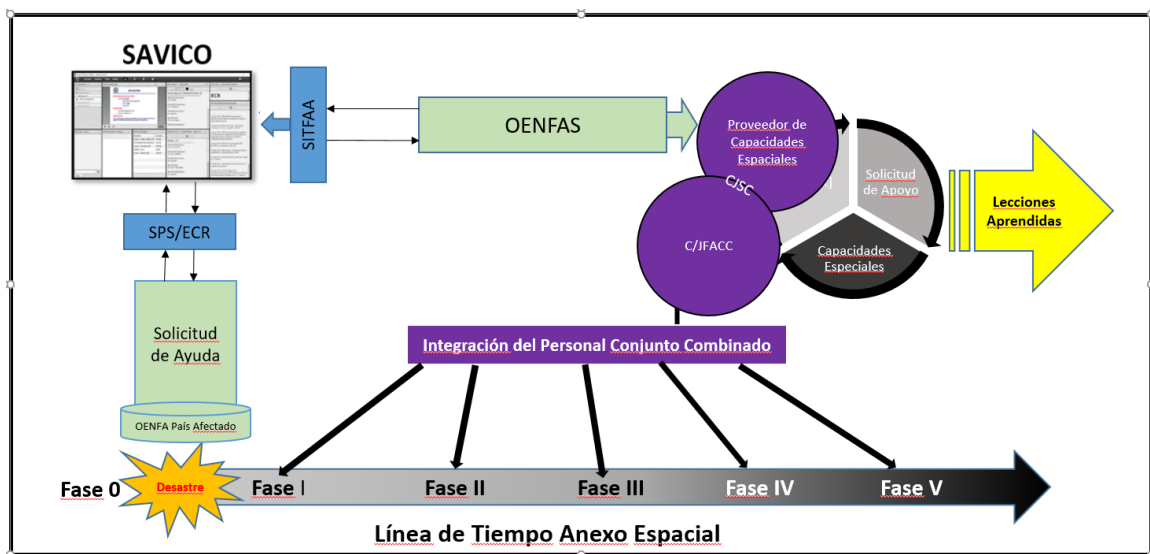 SAVICO
ECR
SITFAA
OENFAS
Proveedor de
Capacidades
Espaciales
C/SC
Solicitud
de Apoyo
Lecciones
Aprendidas
C/JFACC
Capacidades
Especiales
SPS/ECR
Solicitud
de Ayuda
OENFA País Afectado
Integración del Personal Conjunto Combinado
Fase 0
Desastre
Fase I
Fase II
Fase III
Fase IV
Fase V
Línea de Tiempo Anexo Espacial